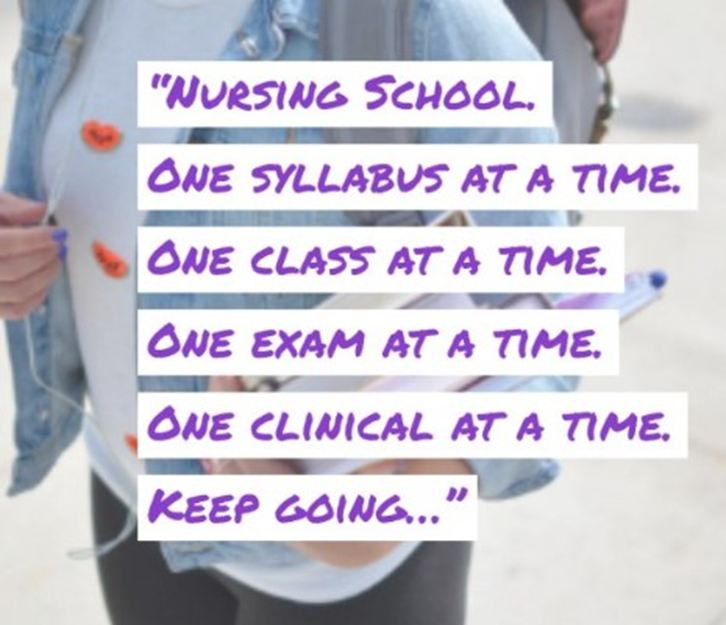 “Nursing School.
One syllabus at a time.
One class at a time.
One exam at a time.
One clinical at a time.
Keep going...”